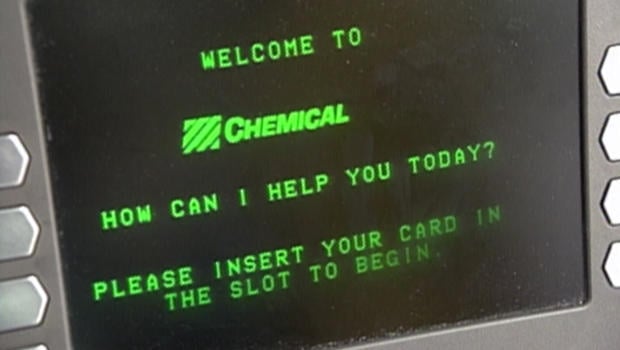 WELCOME TO
CHEMICAL
HOW CAN I HELP YOU TODAY?
PLEASE INSERT YOUR CARD IN
THE SLOT TO BEGIN.